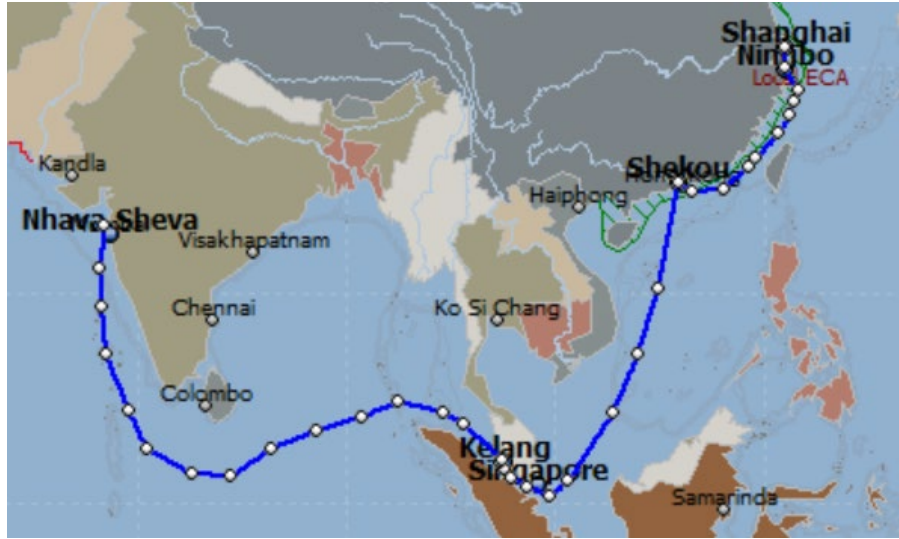 Shanghai
Ningbo
ECA
Kandla
Shekou
Haiphong
Nhava Sheva
Visakhapatnam
Chennai
Ko Si Chang
Colombo
Kelang
Singapore
Samarinda